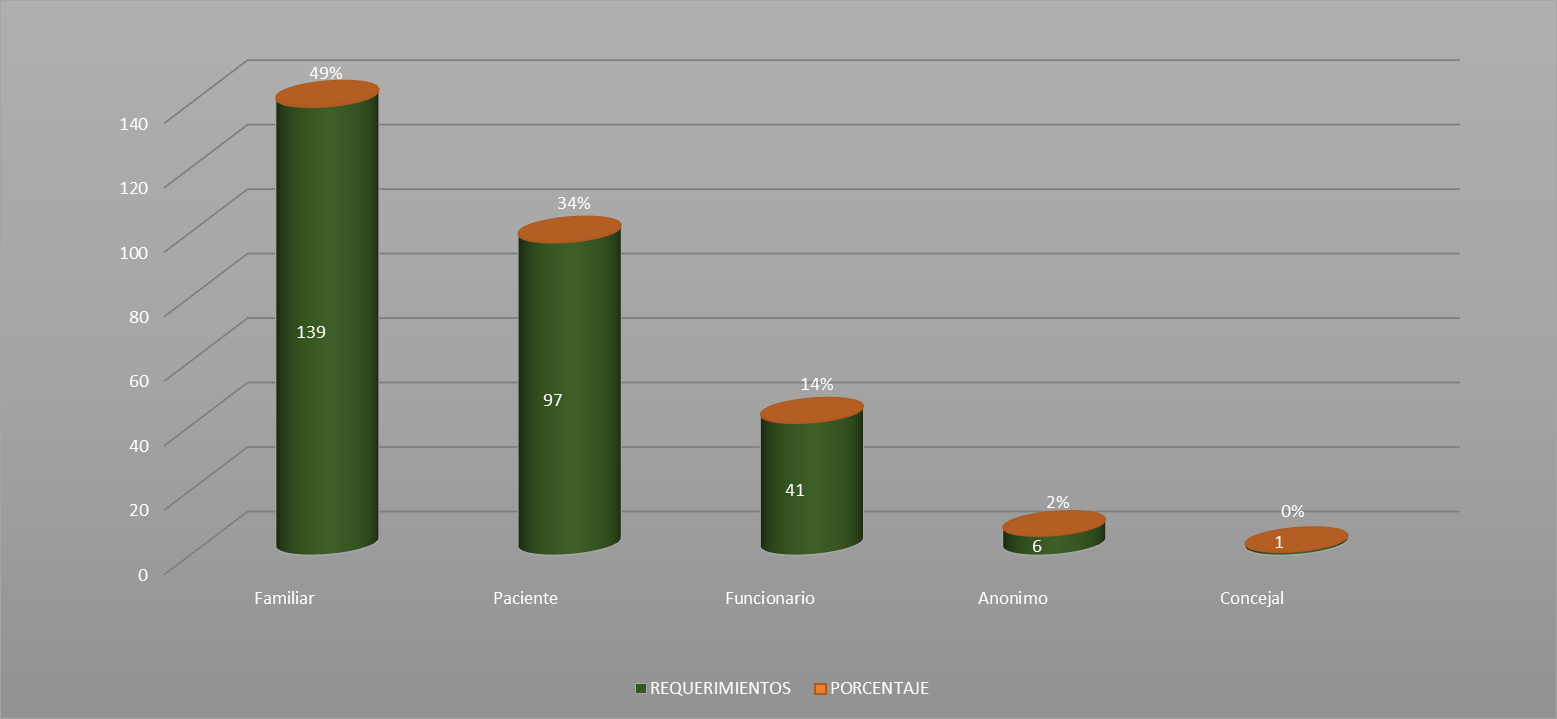 49%
140
120
34%
100
80
139
60
97
14%
40
41
20
2%
0%
6
1
0
Familiar
Paciente
Funcionario
Anonimo
Concejal
REQUERIMIENTOS
PORCENTAJE